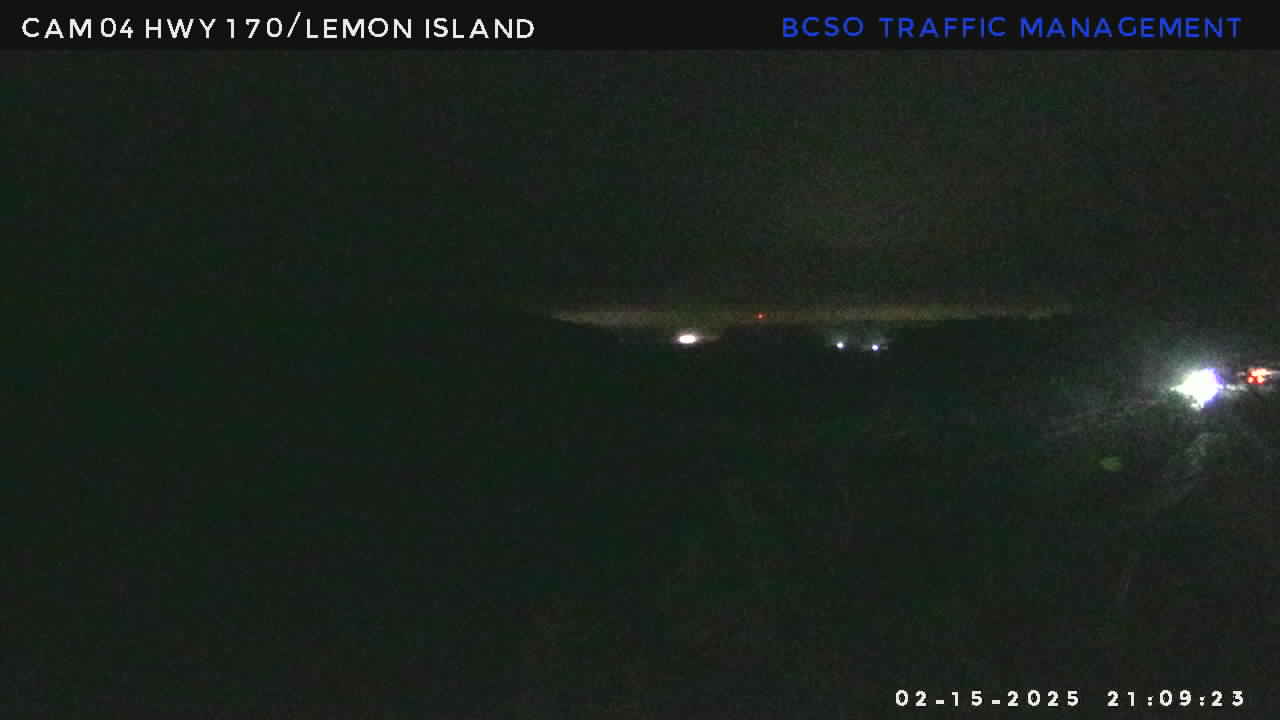 CAM04 HWY 170/LEMON ISLAND
BCSO TRAFFIC MANAGEMENT
02-15-2025 21:09:23